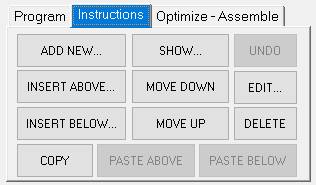 Program Instructions Optimize - Assemble
ADD NEW... SHOW... UNDO
INSERT ABOVE... MOVE DOWN EDIT...
INSERT BELOW... MOVE UP DELETE
COPY PASTE ABOVE PASTE BELOW